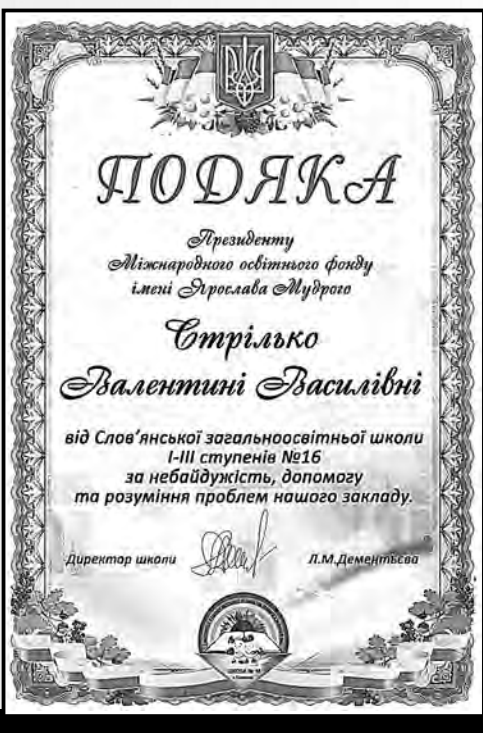 ПОДЯКА
Президенту
Міжнародного освітнього фонду
імені Ярослава Мудрого
Стрілько
Валентині Василівні
від Слов'янської загальноосвітньої школи
І-ІІІ ступенів №16
за небайдужість, допомогу
та розуміння проблем нашого закладу.
Директор школи Л.М.Дементьєва